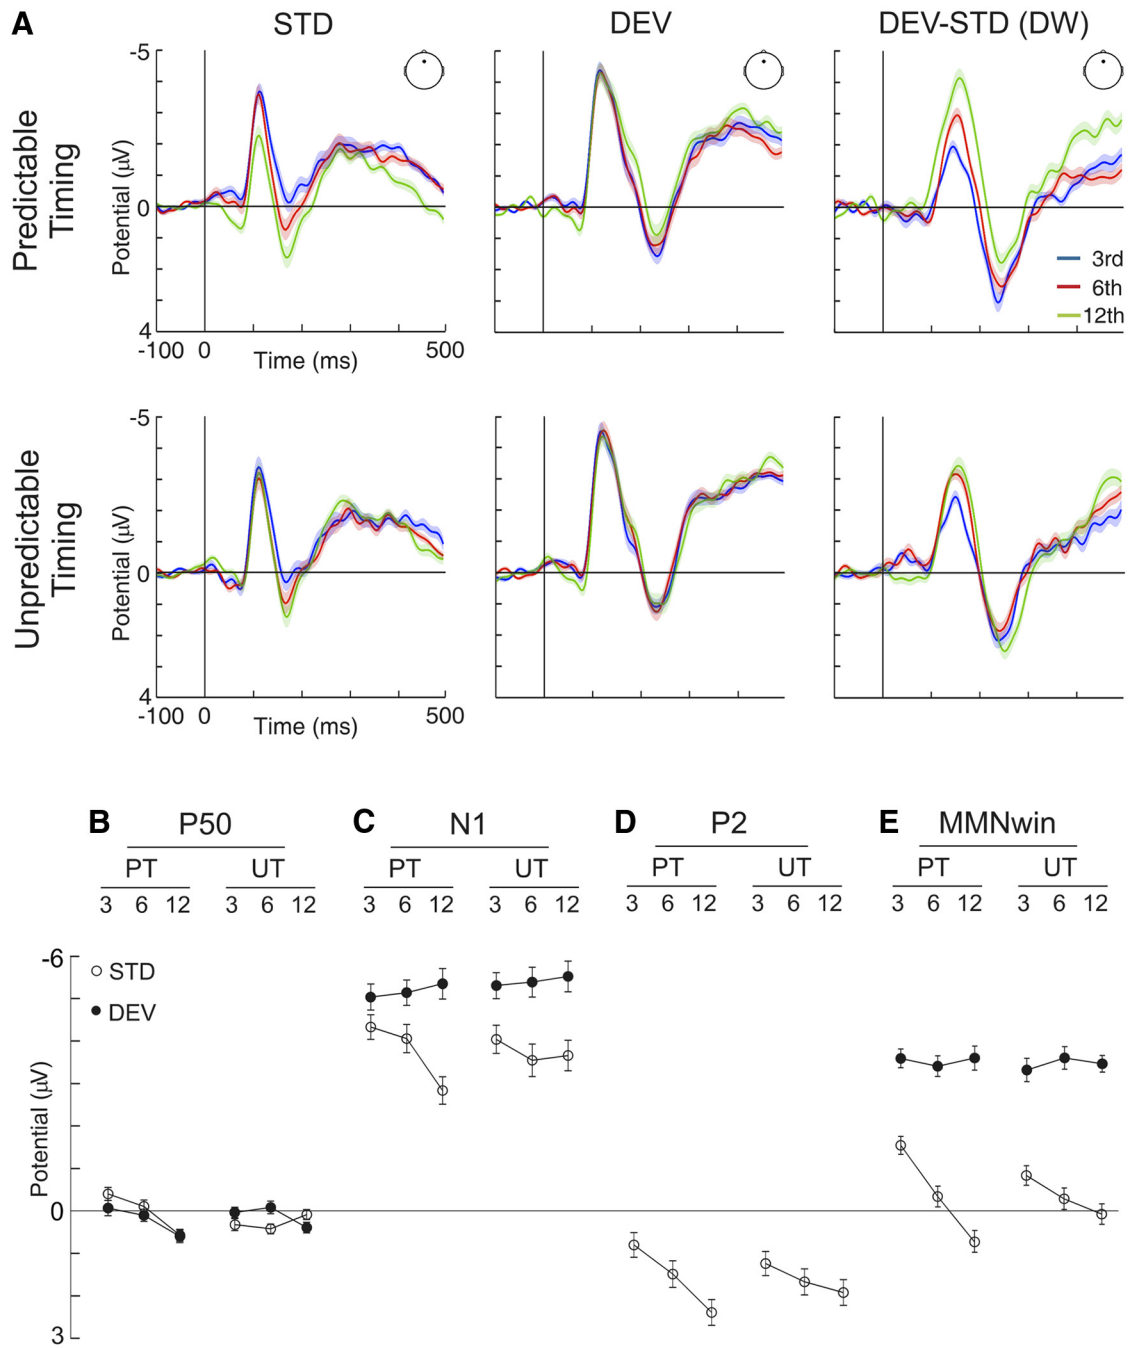 A STD DEV DEV-STD (DW)
Predictable
Timing
-5
Potential (µV)
0
4
-100 0 500
Time (ms)
3rd
6th
12th
Unpredictable
Timing
-5
Potential (µV)
0
4
-100 0 500
Time (ms)
B P50 C N1 D P2 E MMNwin
PT UT PT UT PT UT PT UT
3 6 12 3 6 12 3 6 12 3 6 12 3 6 12 3 6 12 3 6 12 3 6 12
-6
STD
DEV
Potential (µV)
0
3